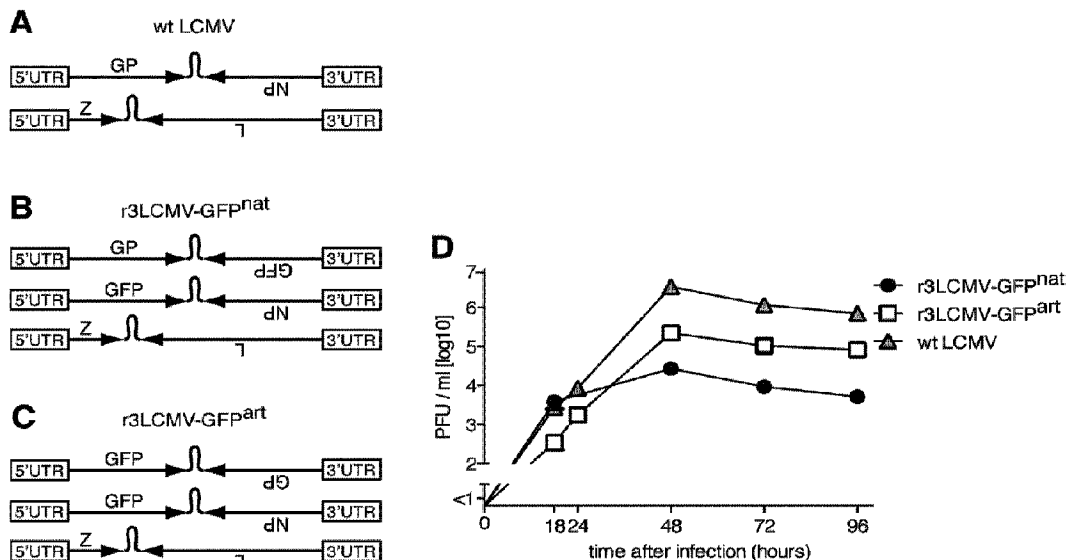 A
wt LCMV
5'UTR GP NP 3'UTR
5'UTR Z L 3'UTR
B
r3LCMV-GFPnat
5'UTR GP GFP 3'UTR
5'UTR GFP NP 3'UTR
5'UTR Z L 3'UTR
C
r3LCMV-GFPart
5'UTR GFP GP 3'UTR
5'UTR GFP NP 3'UTR
5'UTR Z L 3'UTR
D
7
6
5
4
3
2
<1
PFU / ml [log10]
0 18 24 48 72 96
time after infection (hours)
r3LCMV-GFPnat
r3LCMV-GFPart
wt LCMV